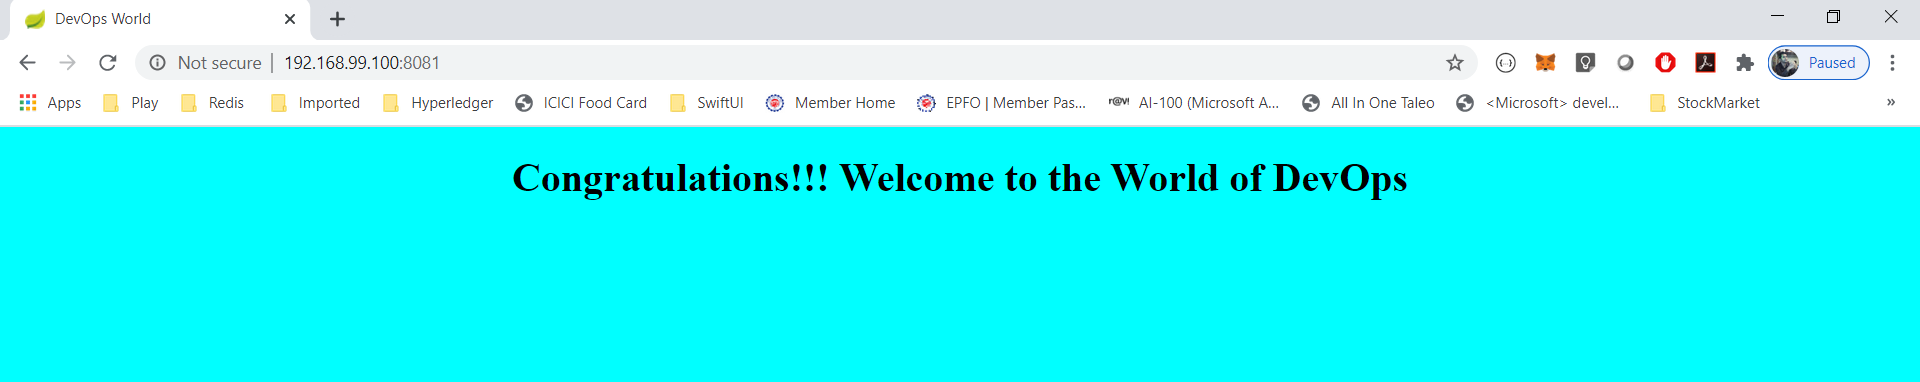 DevOps World
Not secure | 192.168.99.100:8081
Paused
Apps Play Redis Imported Hyperledger ICICI Food Card SwiftUI Member Home EPFO | Member Pas... r@v! AI-100 (Microsoft A... All In One Taleo <Microsoft> devel... StockMarket »
Congratulations!!! Welcome to the World of DevOps